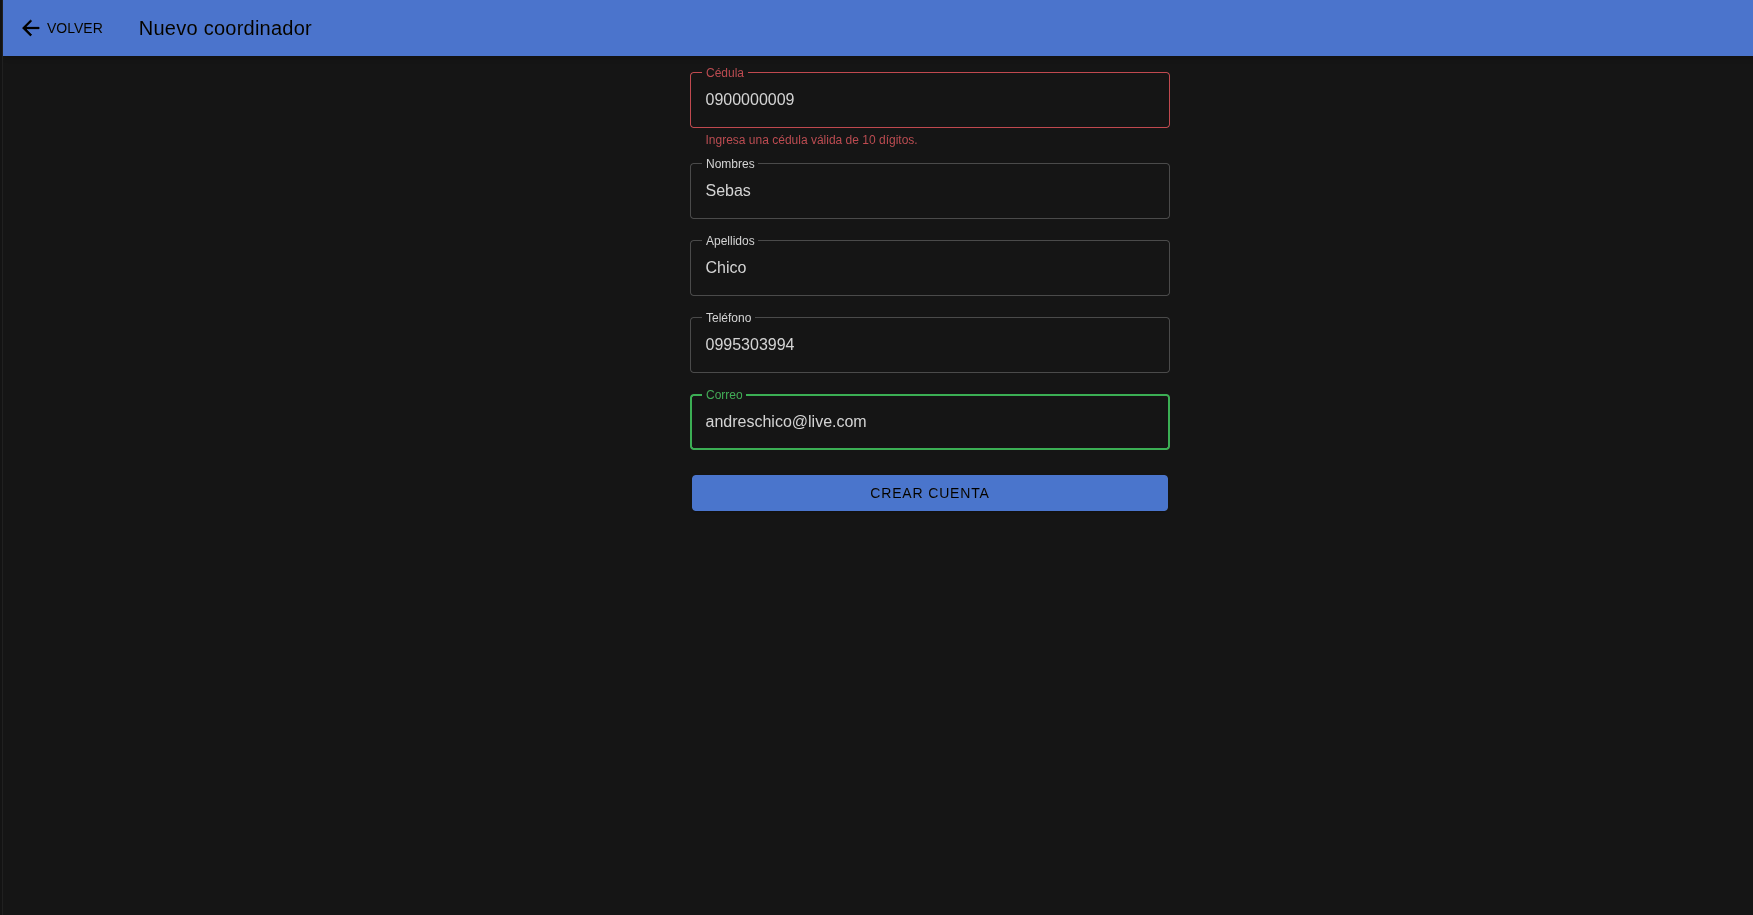 VOLVER Nuevo coordinador
Cédula
0900000009
Ingresa una cédula válida de 10 dígitos.
Nombres
Sebas
Apellidos
Chico
Teléfono
0995303994
Correo
andreschico@live.com
CREAR CUENTA